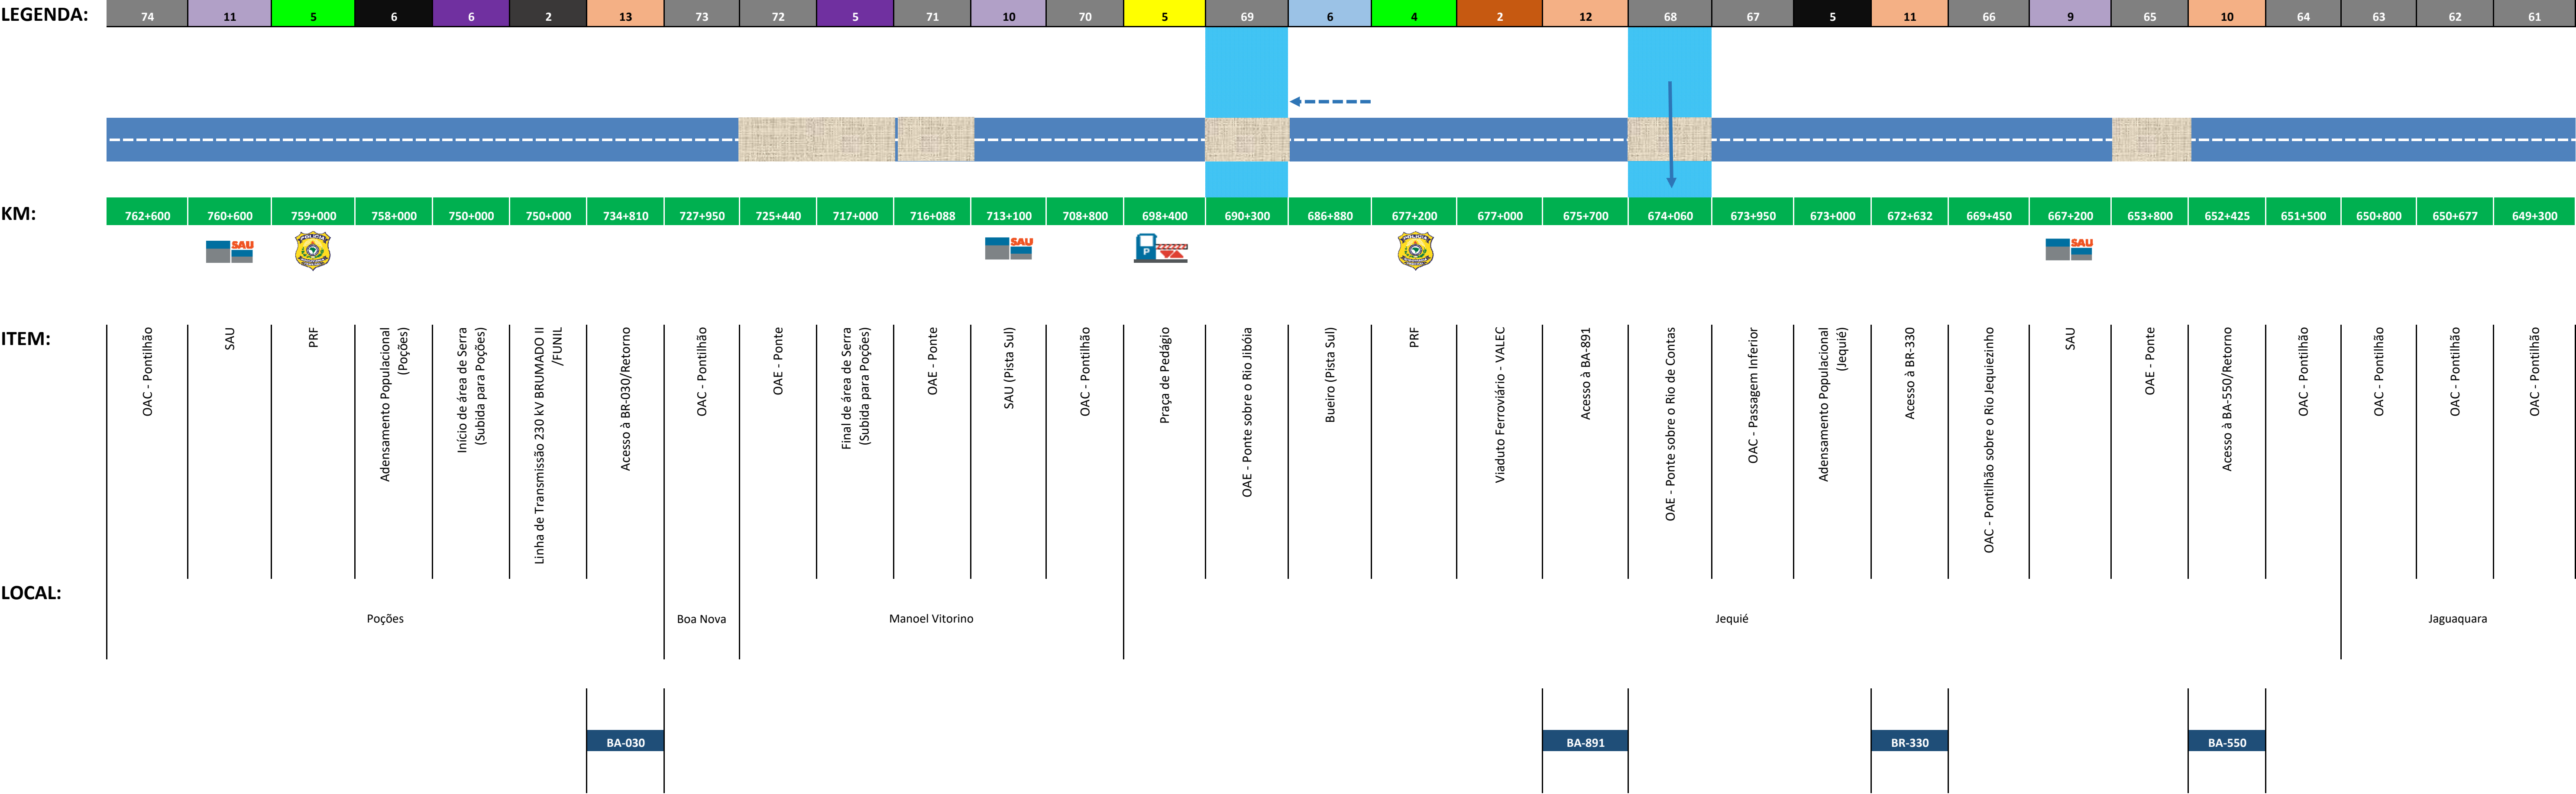 LEGENDA: 74 11 5 6 6 2 13 73 72 5 71 10 70 5 69 6 4 2 12 68 67 5 11 66 9 65 10 64 63 62 61
KM: 762+600 760+600 759+000 758+000 750+000 750+000 734+810 727+950 725+440 717+000 716+088 713+100 708+800 698+400 690+300 686+880 677+200 677+000 675+700 674+060 673+950 673+000 672+632 669+450 667+200 653+800 652+425 651+500 650+800 650+677 649+300
SAU
SAU
P
SAU
ITEM:
OAC - Pontilhão
SAU
PRF
Adensamento Populacional
(Poções)
Início de área de Serra
(Subida para Poções)
Linha de Transmissão 230 kV BRUMADO II
/FUNIL
Acesso à BR-030/Retorno
OAC - Pontilhão
OAE - Ponte
Final de área de Serra
(Subida para Poções)
OAE - Ponte
SAU (Pista Sul)
OAC - Pontilhão
Praça de Pedágio
OAE - Ponte sobre o Rio Jibóia
Bueiro (Pista Sul)
PRF
Viaduto Ferroviário - VALEC
Acesso à BA-891
OAE - Ponte sobre o Rio de Contas
OAC - Passagem Inferior
Adensamento Populacional
(Jequié)
Acesso à BR-330
OAC - Pontilhão sobre o Rio Jequiezinho
SAU
OAE - Ponte
Acesso à BA-550/Retorno
OAC - Pontilhão
OAC - Pontilhão
OAC - Pontilhão
OAC - Pontilhão
LOCAL:
Poções Boa Nova Manoel Vitorino Jequié Jaguaquara
BA-030 BA-891 BR-330 BA-550